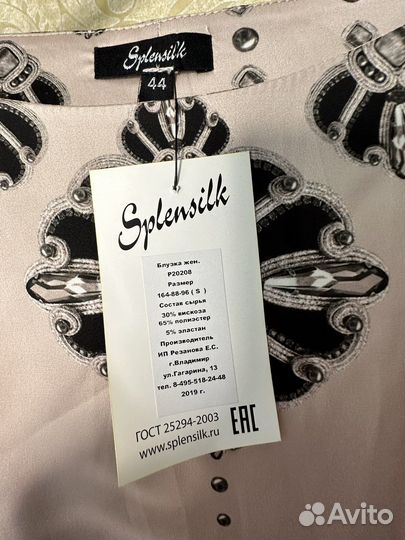 Splensilk
44
Splensilk
Блузка жен.
Р20208
Размер
164-88-96 ( S )
Состав сырья
30% вискоза
65% полиэстер
5% эластан
Производитель
ИП Резанова Е.С.
г.Владимир
ул.Гагарина, 13
тел. 8-495-518-24-48
2019 г.
ГОСТ 25294-2003
www.splensilk.ru
ЕАС
Avito